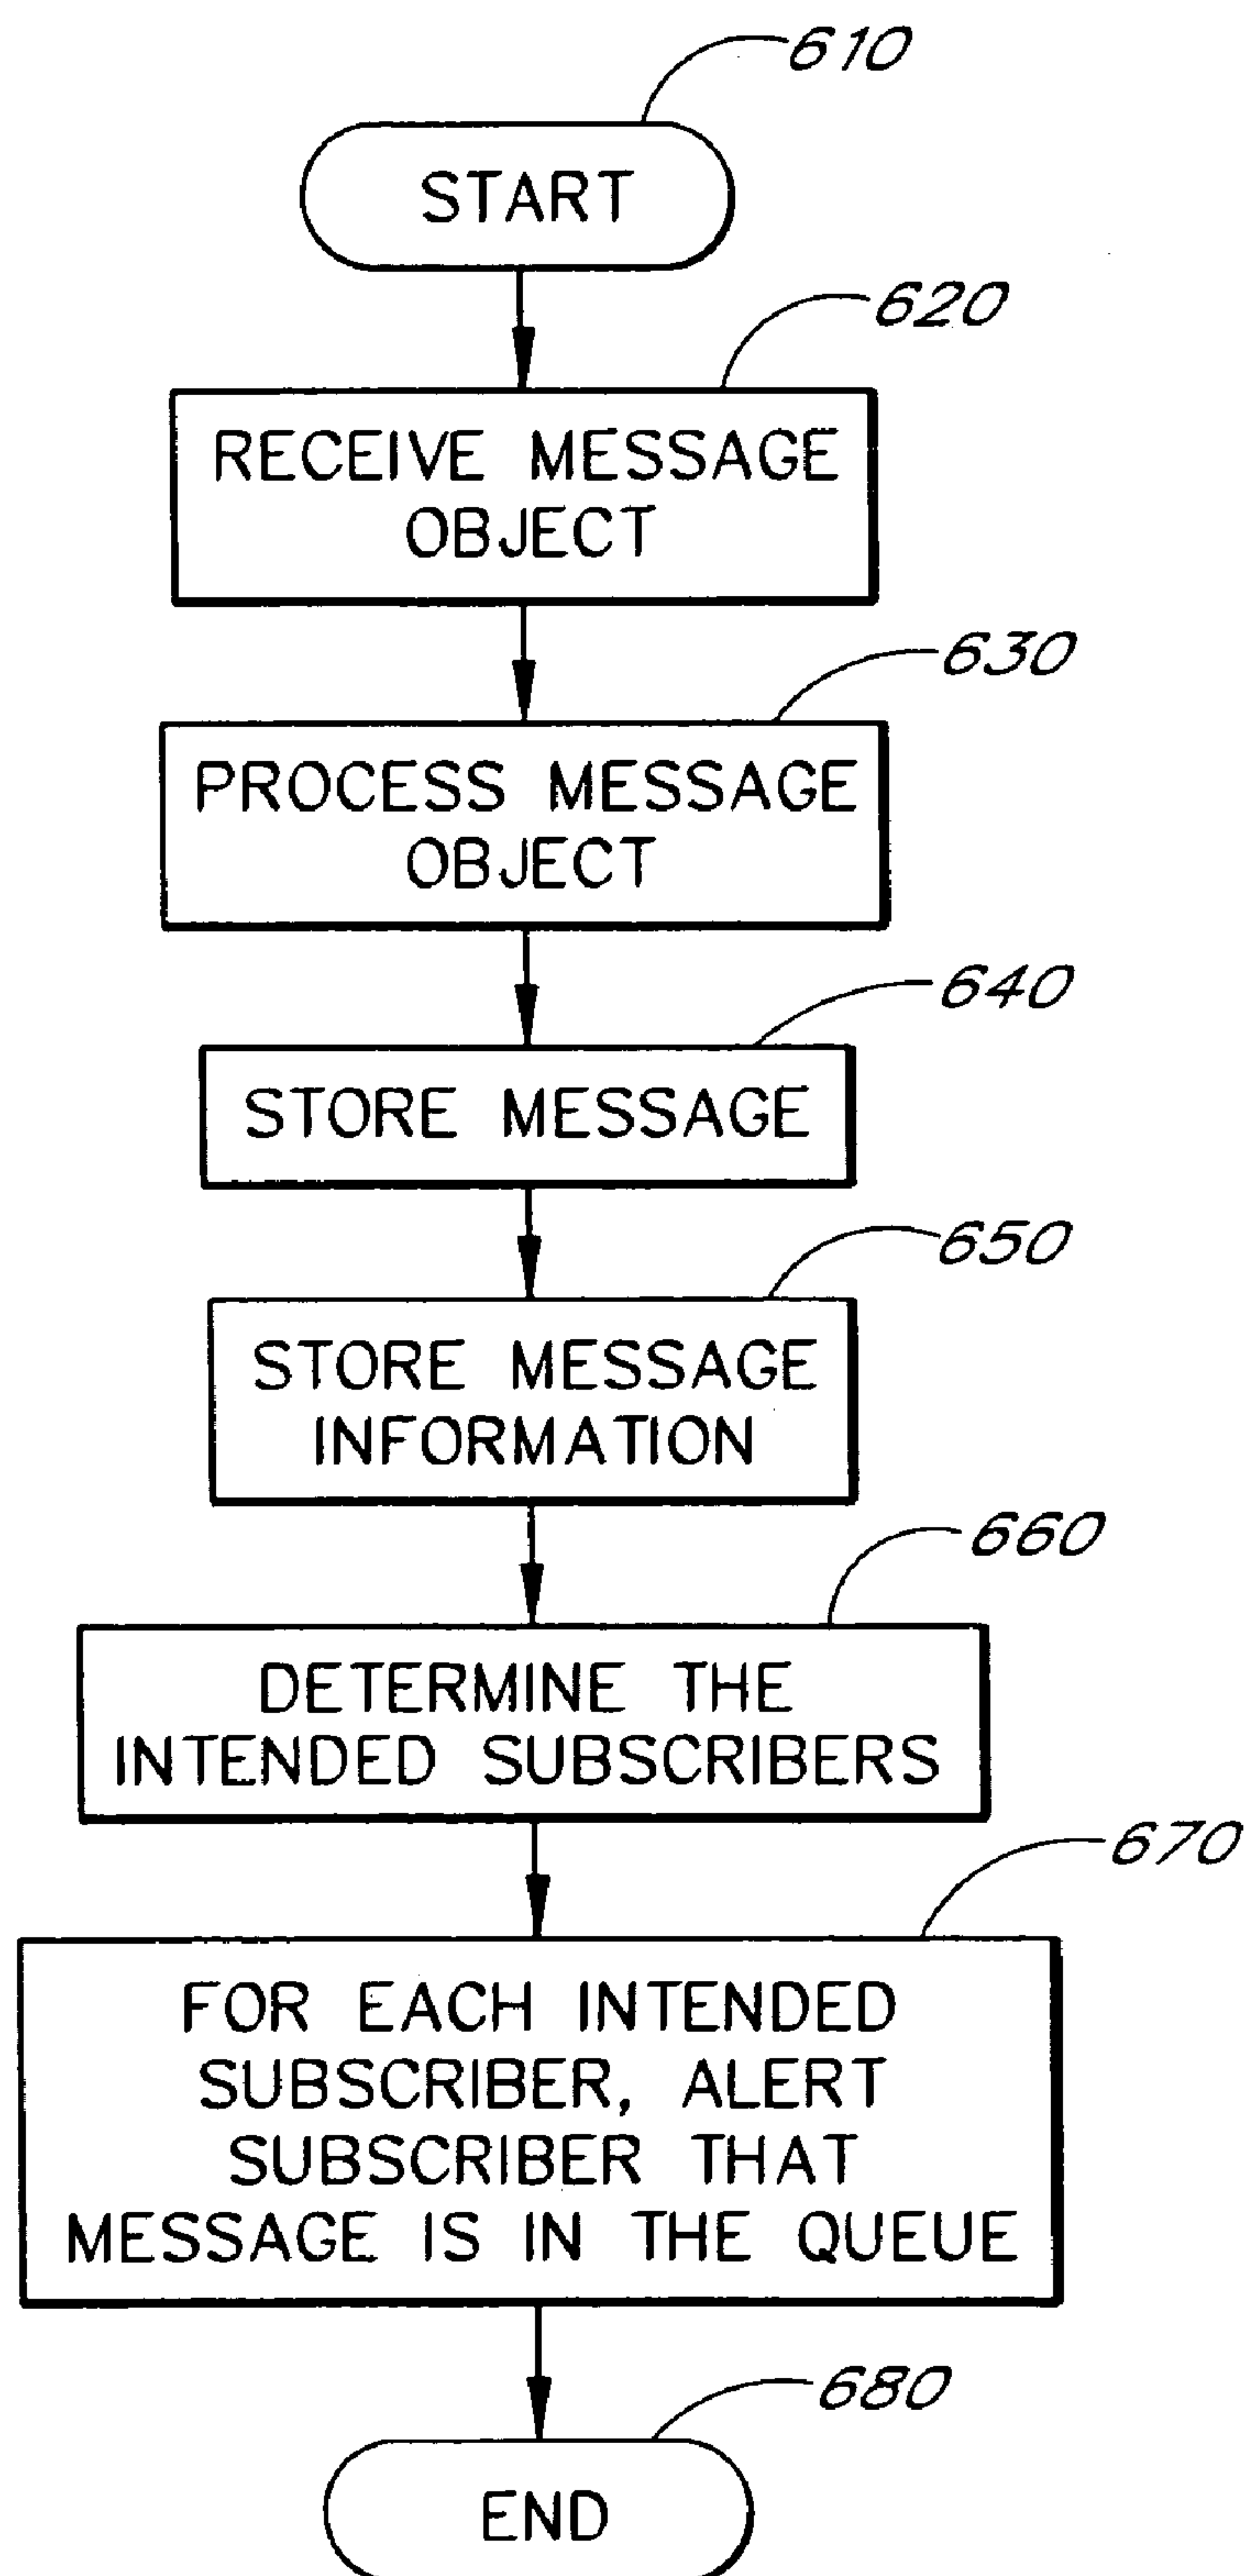 610
START
620
RECEIVE MESSAGE
OBJECT
630
PROCESS MESSAGE
OBJECT
640
STORE MESSAGE
650
STORE MESSAGE
INFORMATION
660
DETERMINE THE
INTENDED SUBSCRIBERS
670
FOR EACH INTENDED
SUBSCRIBER, ALERT
SUBSCRIBER THAT
MESSAGE IS IN THE QUEUE
680
END